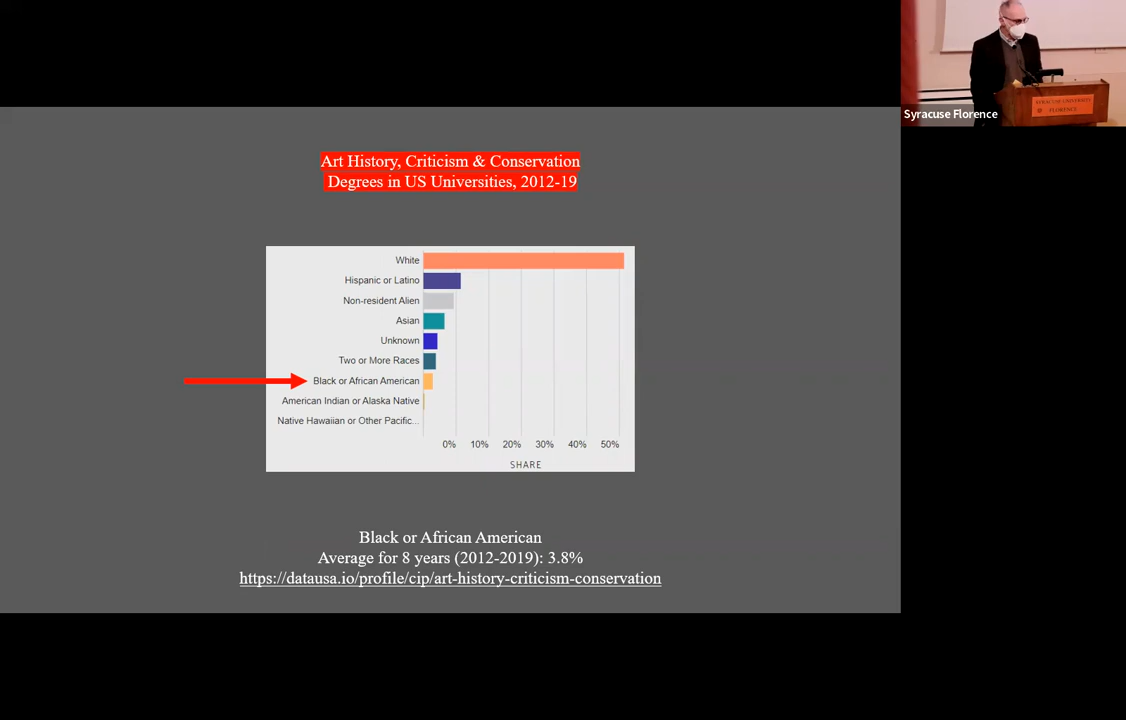 SYRACUSE UNIVERSITY
FLORENCE
Syracuse Florence
Art History, Criticism & Conservation
Degrees in US Universities, 2012-19
White
Hispanic or Latino
Non-resident Alien
Asian
Unknown
Two or More Races
Black or African American
American Indian or Alaska Native
Native Hawaiian or Other Pacific...
0% 10% 20% 30% 40% 50%
SHARE
Black or African American
Average for 8 years (2012-2019): 3.8%
https://datausa.io/profile/cip/art-history-criticism-conservation